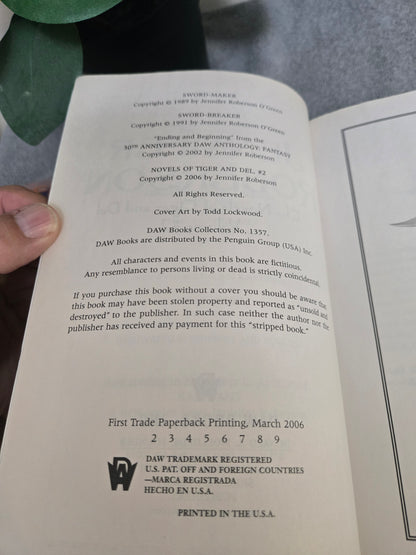 SWORD-MAKER
Copyright © 1989 by Jennifer Roberson O'Green
SWORD-BREAKER
Copyright © 1991 by Jennifer Roberson O'Green
"Ending and Beginning" from the
30TH ANNIVERSARY DAW ANTHOLOGY: FANTASY
Copyright © 2002 by Jennifer Roberson
NOVELS OF TIGER AND DEL, #2
Copyright © 2006 by Jennifer Roberson
All Rights Reserved.
Cover Art by Todd Lockwood.
DAW Books Collectors No. 1357.
DAW Books are distributed by the Penguin Group (USA) Inc.
All characters and events in this book are fictitious.
Any resemblance to persons living or dead is strictly coincidental.
If you purchase this book without a cover you should be aware that
this book may have been stolen property and reported as "unsold and
destroyed" to the publisher. In such case neither the author nor the
publisher has received any payment for this "stripped book."
First Trade Paperback Printing, March 2006
2 3 4 5 6 7 8 9
DAW
DAW TRADEMARK REGISTERED
U.S. PAT. OFF AND FOREIGN COUNTRIES
—MARCA REGISTRADA
HECHO EN U.S.A.
PRINTED IN THE U.S.A.